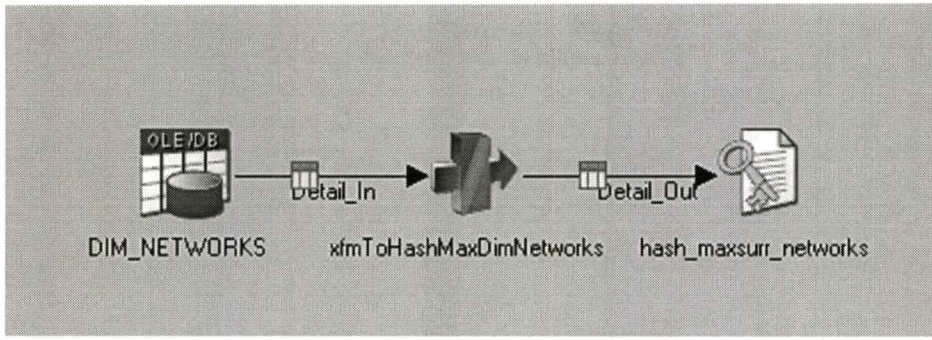 OLE/DB
Detail_In
Detail_Out
DIM_NETWORKS
xfmToHashMaxDimNetworks
hash_maxsurr_networks